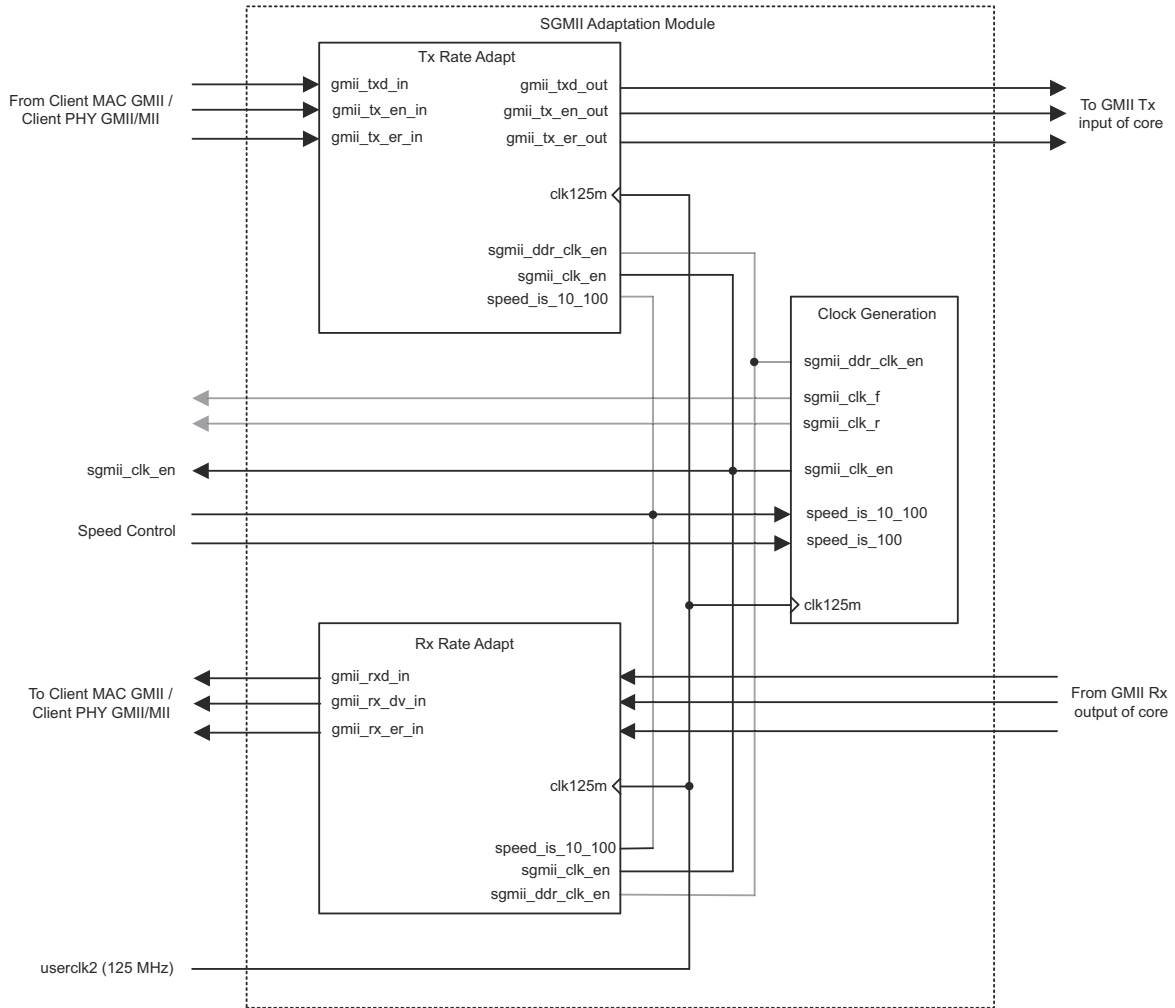 SGMII Adaptation Module
Tx Rate Adapt
From Client MAC GMII /
Client PHY GMII/MII
gmii_txd_in
gmii_tx_en_in
gmii_tx_er_in
gmii_txd_out
gmii_tx_en_out
gmii_tx_er_out
To GMII Tx
input of core
clk125m
sgmii_ddr_clk_en
sgmii_clk_en
speed_is_10_100
Clock Generation
sgmii_ddr_clk_en
sgmii_clk_f
sgmii_clk_r
sgmii_clk_en
speed_is_10_100
speed_is_100
clk125m
sgmii_clk_en
Speed Control
Rx Rate Adapt
To Client MAC GMII /
Client PHY GMII/MII
gmii_rxd_in
gmii_rx_dv_in
gmii_rx_er_in
From GMII Rx
output of core
clk125m
speed_is_10_100
sgmii_clk_en
sgmii_ddr_clk_en
userclk2 (125 MHz)